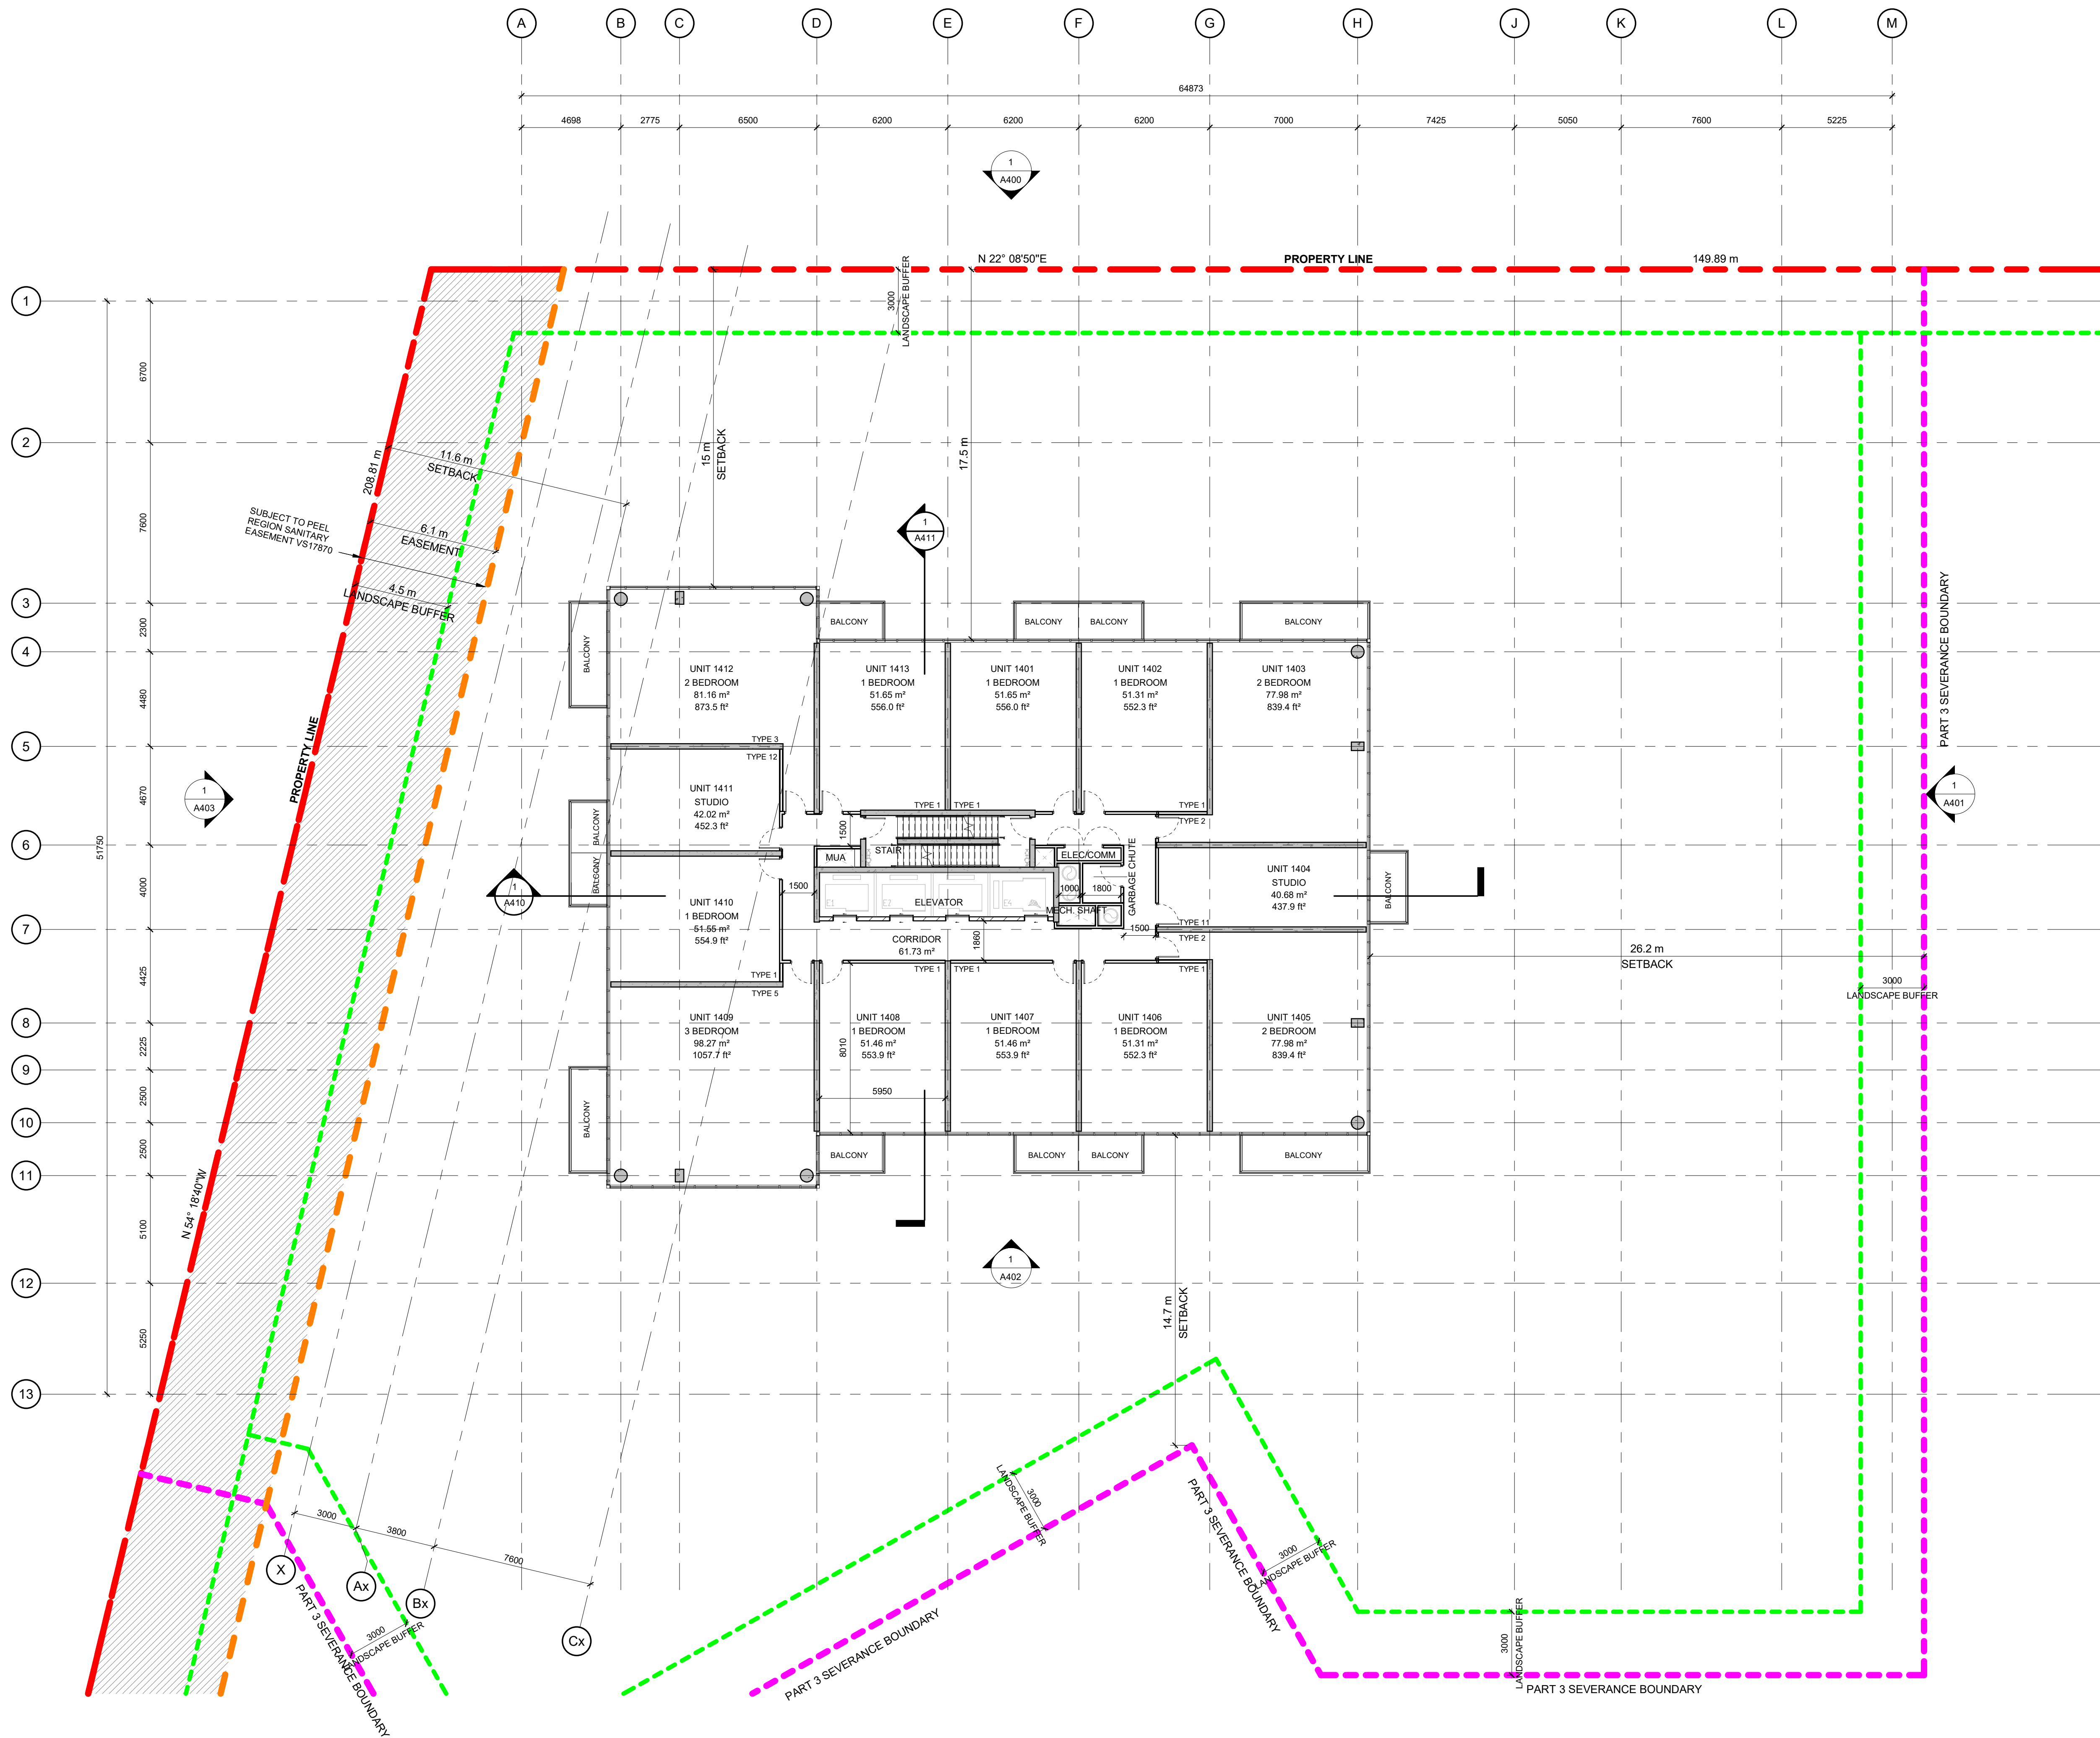 A
B
C
D
E
F
G
H
J
K
L
M
64873
4698
2775
6500
6200
6200
6200
7000
7425
5050
7600
5225
1
A400
N 22° 08'50"E
PROPERTY LINE
149.89 m
1
2
3
4
5
6
7
8
9
10
11
12
13
51750
6700
7600
2300
4480
4670
4000
4425
2225
2500
2500
5100
5250
3000
LANDSCAPE BUFFER
15 m
SETBACK
17.5 m
208.81 m
11.6 m
SETBACK
6.1 m
EASEMENT
4.5 m
LANDSCAPE BUFFER
SUBJECT TO PEEL
REGION SANITARY
EASEMENT VS17870
PROPERTY LINE
N 54° 18'40"W
1
A411
1
A403
1
A401
1
A410
1
A402
PART 3 SEVERANCE BOUNDARY
BALCONY
BALCONY
BALCONY
BALCONY
BALCONY
BALCONY
BALCONY
BALCONY
BALCONY
UNIT 1412
2 BEDROOM
81.16 m²
873.5 ft²
UNIT 1413
1 BEDROOM
51.65 m²
556.0 ft²
UNIT 1401
1 BEDROOM
51.65 m²
556.0 ft²
UNIT 1402
1 BEDROOM
51.31 m²
552.3 ft²
UNIT 1403
2 BEDROOM
77.98 m²
839.4 ft²
TYPE 3
TYPE 12
UNIT 1411
STUDIO
42.02 m²
452.3 ft²
TYPE 1
TYPE 1
TYPE 1
TYPE 2
1500
STAIR
MUA
ELEC/COMM
GARBAGE CHUTE
1000
1800
MECH. SHAFT
E1
E2
E4
ELEVATOR
1500
UNIT 1404
STUDIO
40.68 m²
437.9 ft²
UNIT 1410
1 BEDROOM
51.55 m²
554.9 ft²
CORRIDOR
61.73 m²
1860
1500
TYPE 11
TYPE 2
TYPE 1
TYPE 5
TYPE 1
TYPE 1
TYPE 1
26.2 m
SETBACK
3000
LANDSCAPE BUFFER
UNIT 1409
3 BEDROOM
98.27 m²
1057.7 ft²
UNIT 1408
1 BEDROOM
51.46 m²
553.9 ft²
UNIT 1407
1 BEDROOM
51.46 m²
553.9 ft²
UNIT 1406
1 BEDROOM
51.31 m²
552.3 ft²
UNIT 1405
2 BEDROOM
77.98 m²
839.4 ft²
8010
5950
BALCONY
BALCONY
BALCONY
BALCONY
14.7 m
SETBACK
3000
LANDSCAPE BUFFER
3000
LANDSCAPE BUFFER
PART 3 SEVERANCE BOUNDARY
3000
3800
7600
X
Ax
Bx
Cx
3000
LANDSCAPE BUFFER
PART 3 SEVERANCE BOUNDARY
PART 3 SEVERANCE BOUNDARY
3000
LANDSCAPE BUFFER
PART 3 SEVERANCE BOUNDARY